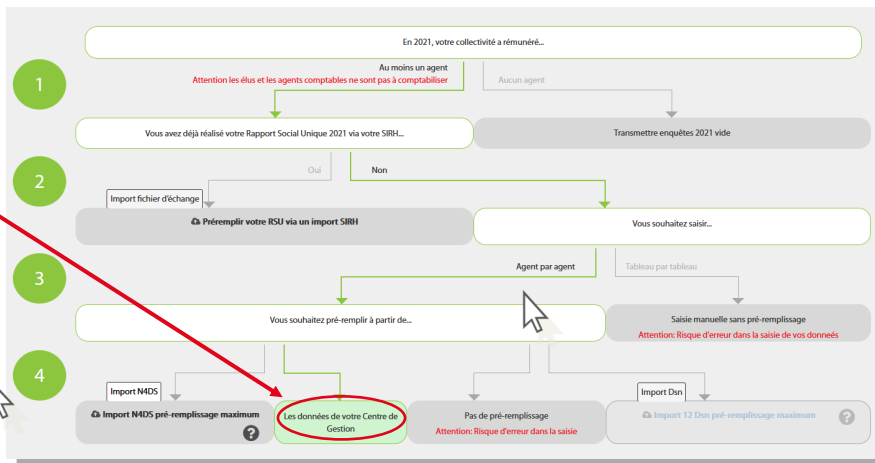 En 2021, votre collectivité a rémunéré...
1
Au moins un agent
Attention les élus et les agents comptables ne sont pas à comptabiliser
Aucun agent
Vous avez déjà réalisé votre Rapport Social Unique 2021 via votre SIRH...
Transmettre enquêtes 2021 vide
2
Oui
Non
Import fichier d'échange
Préremplir votre RSU via un import SIRH
Vous souhaitez saisir...
3
Agent par agent
Tableau par tableau
Vous souhaitez pré-remplir à partir de...
Saisie manuelle sans pré-remplissage
Attention: Risque d'erreur dans la saisie de vos donneés
4
Import N4DS
Import N4DS pré-remplissage maximum
?
Les données de votre Centre de
Gestion
Pas de pré-remplissage
Attention: Risque d'erreur dans la saisie
Import Dsn
Import 12 Dsn pré-remplissage maximum
?